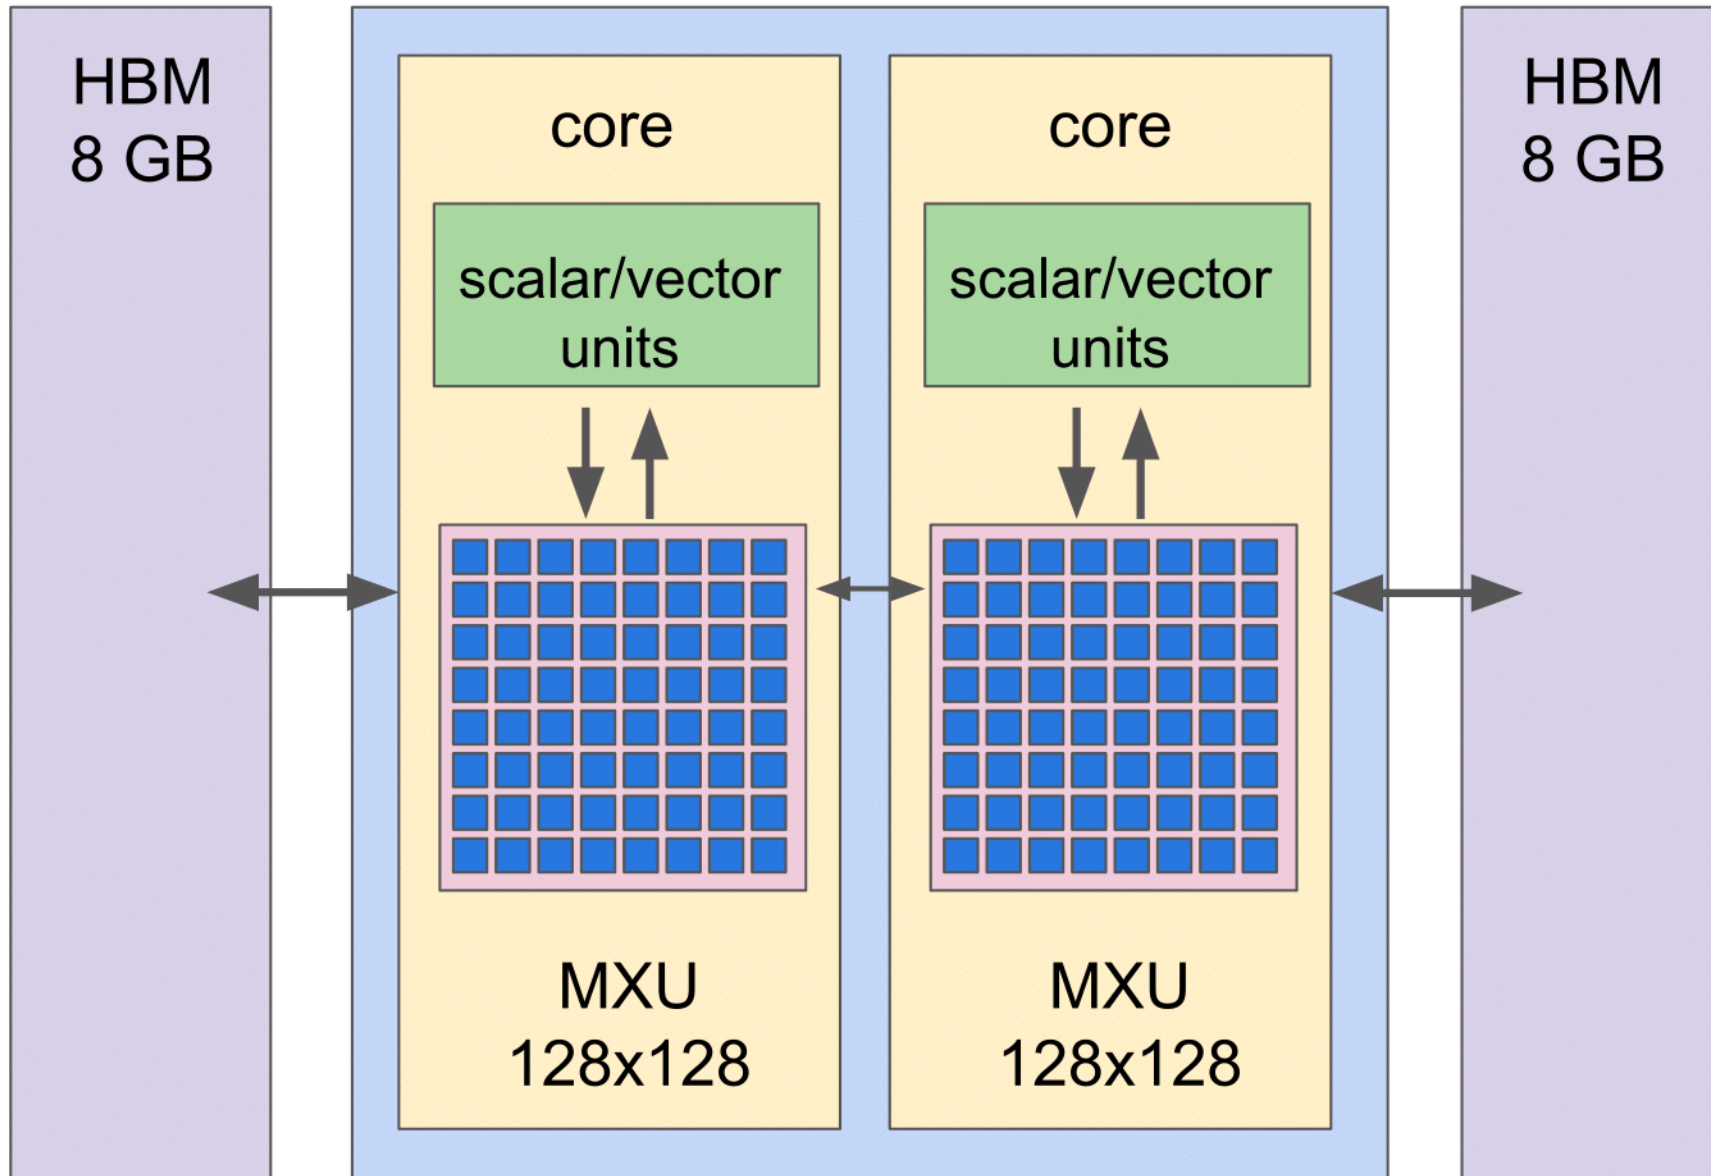 HBM
8 GB
core
scalar/vector
units
MXU
128x128
core
scalar/vector
units
MXU
128x128
HBM
8 GB